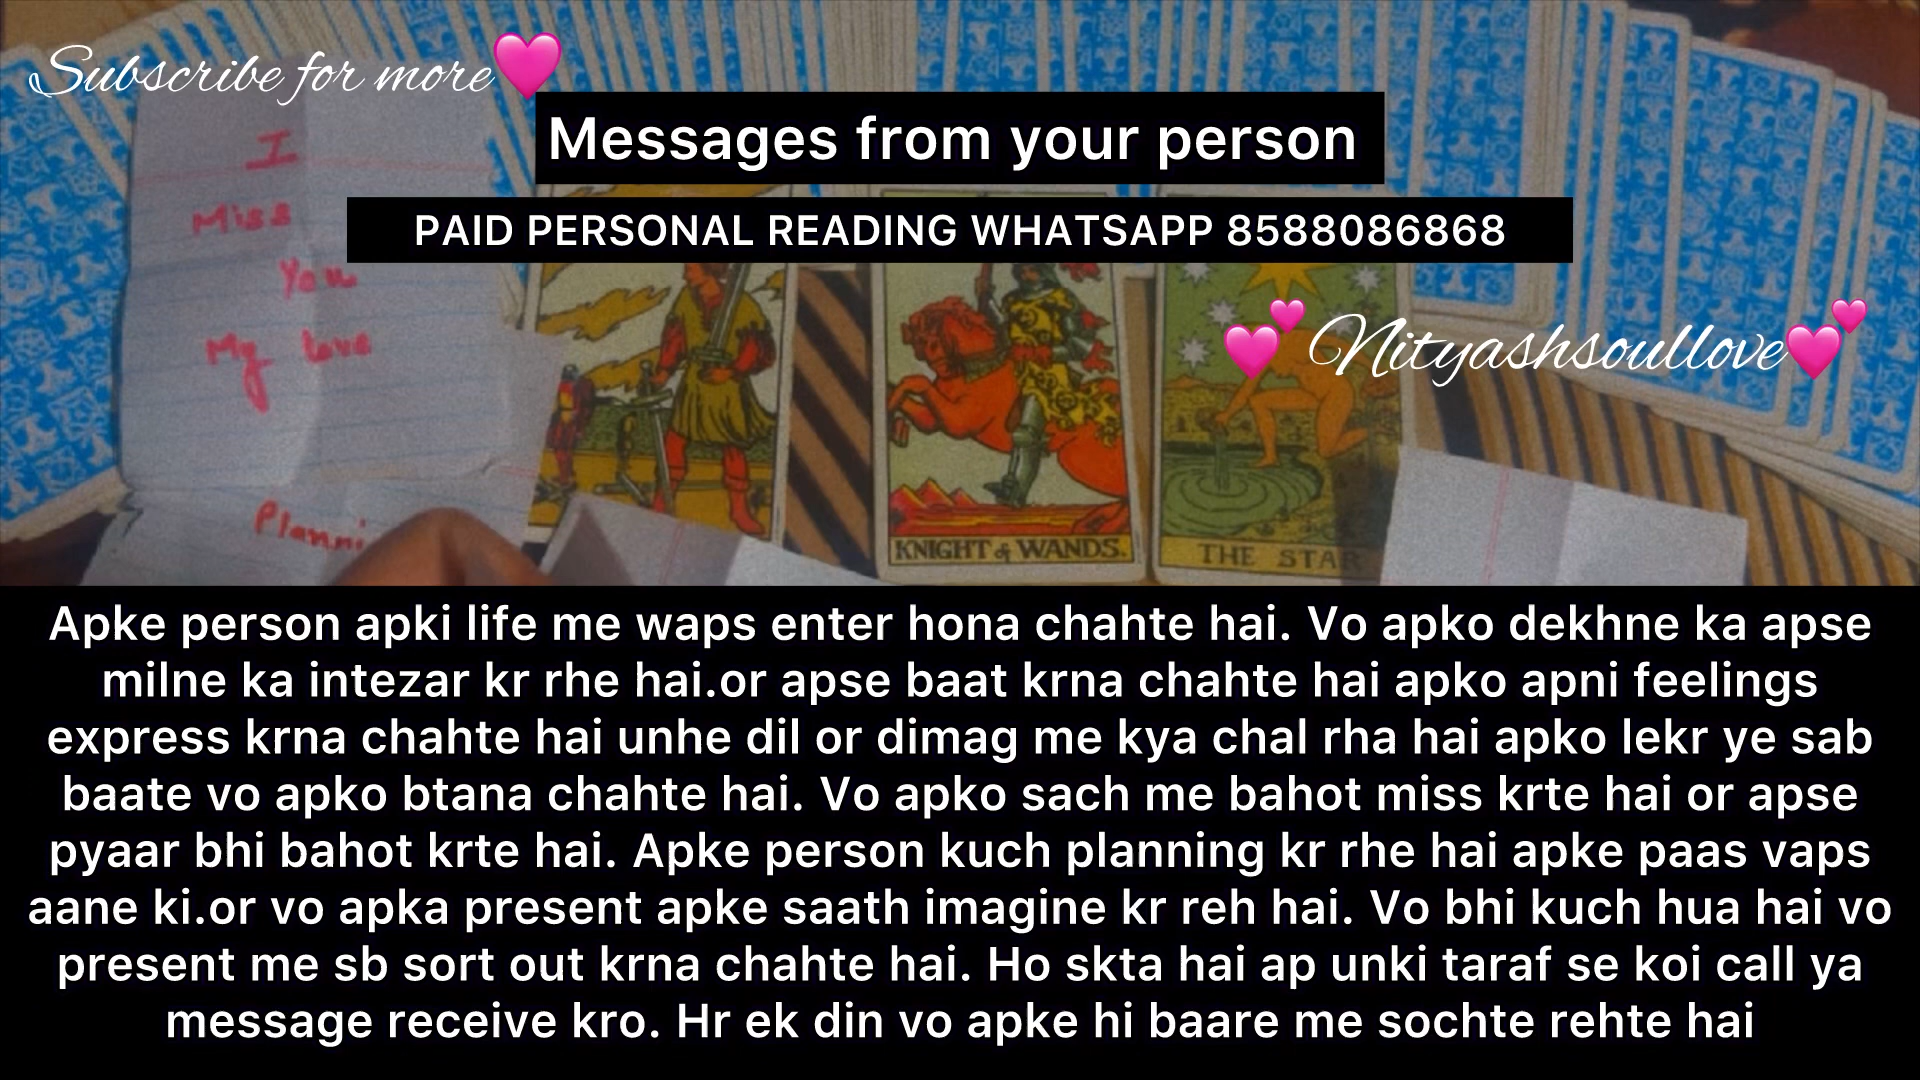 Subscribe for more
Messages from your person
PAID PERSONAL READING WHATSAPP 8588086868
Nityashsoullove
I
Miss
You
My love
KNIGHT of WANDS.
THE STAR
Apke person apki life me waps enter hona chahte hai. Vo apko dekhne ka apse
milne ka intezar kr rhe hai.or apse baat krna chahte hai apko apni feelings
express krna chahte hai unhe dil or dimag me kya chal rha hai apko lekr ye sab
baate vo apko btana chahte hai. Vo apko sach me bahot miss krte hai or apse
pyaar bhi bahot krte hai. Apke person kuch planning kr rhe hai apke paas vaps
aane ki.or vo apka present apke saath imagine kr reh hai. Vo bhi kuch hua hai vo
present me sb sort out krna chahte hai. Ho skta hai ap unki taraf se koi call ya
message receive kro. Hr ek din vo apke hi baare me sochte rehte hai